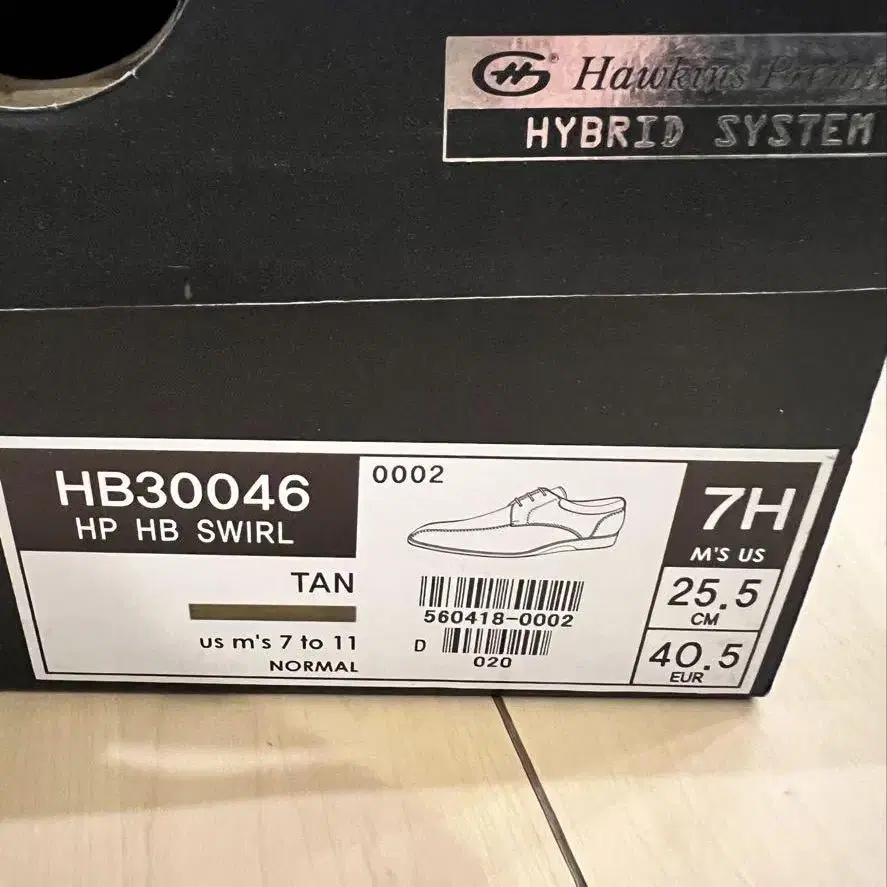 Hawkins Premium
HYBRID SYSTEM
HB30046
HP HB SWIRL
0002
TAN
us m's 7 to 11
NORMAL
560418-0002
D
020
7H
M'S US
25.5
CM
40.5
EUR